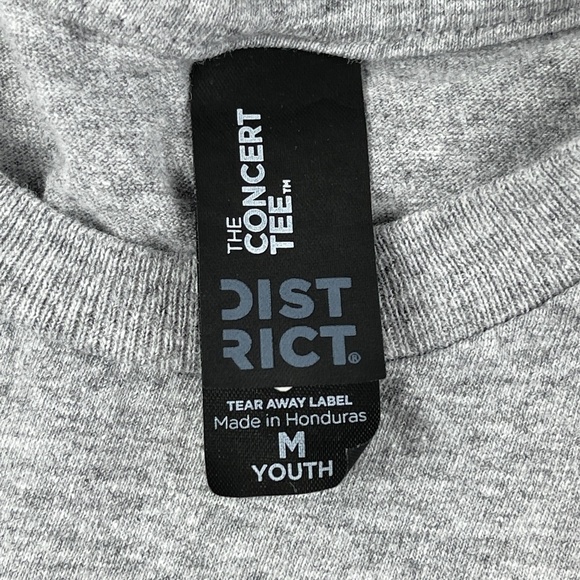 THE
CONCERT
TEE™
DIST
RICT®
TEAR AWAY LABEL
Made in Honduras
M
YOUTH